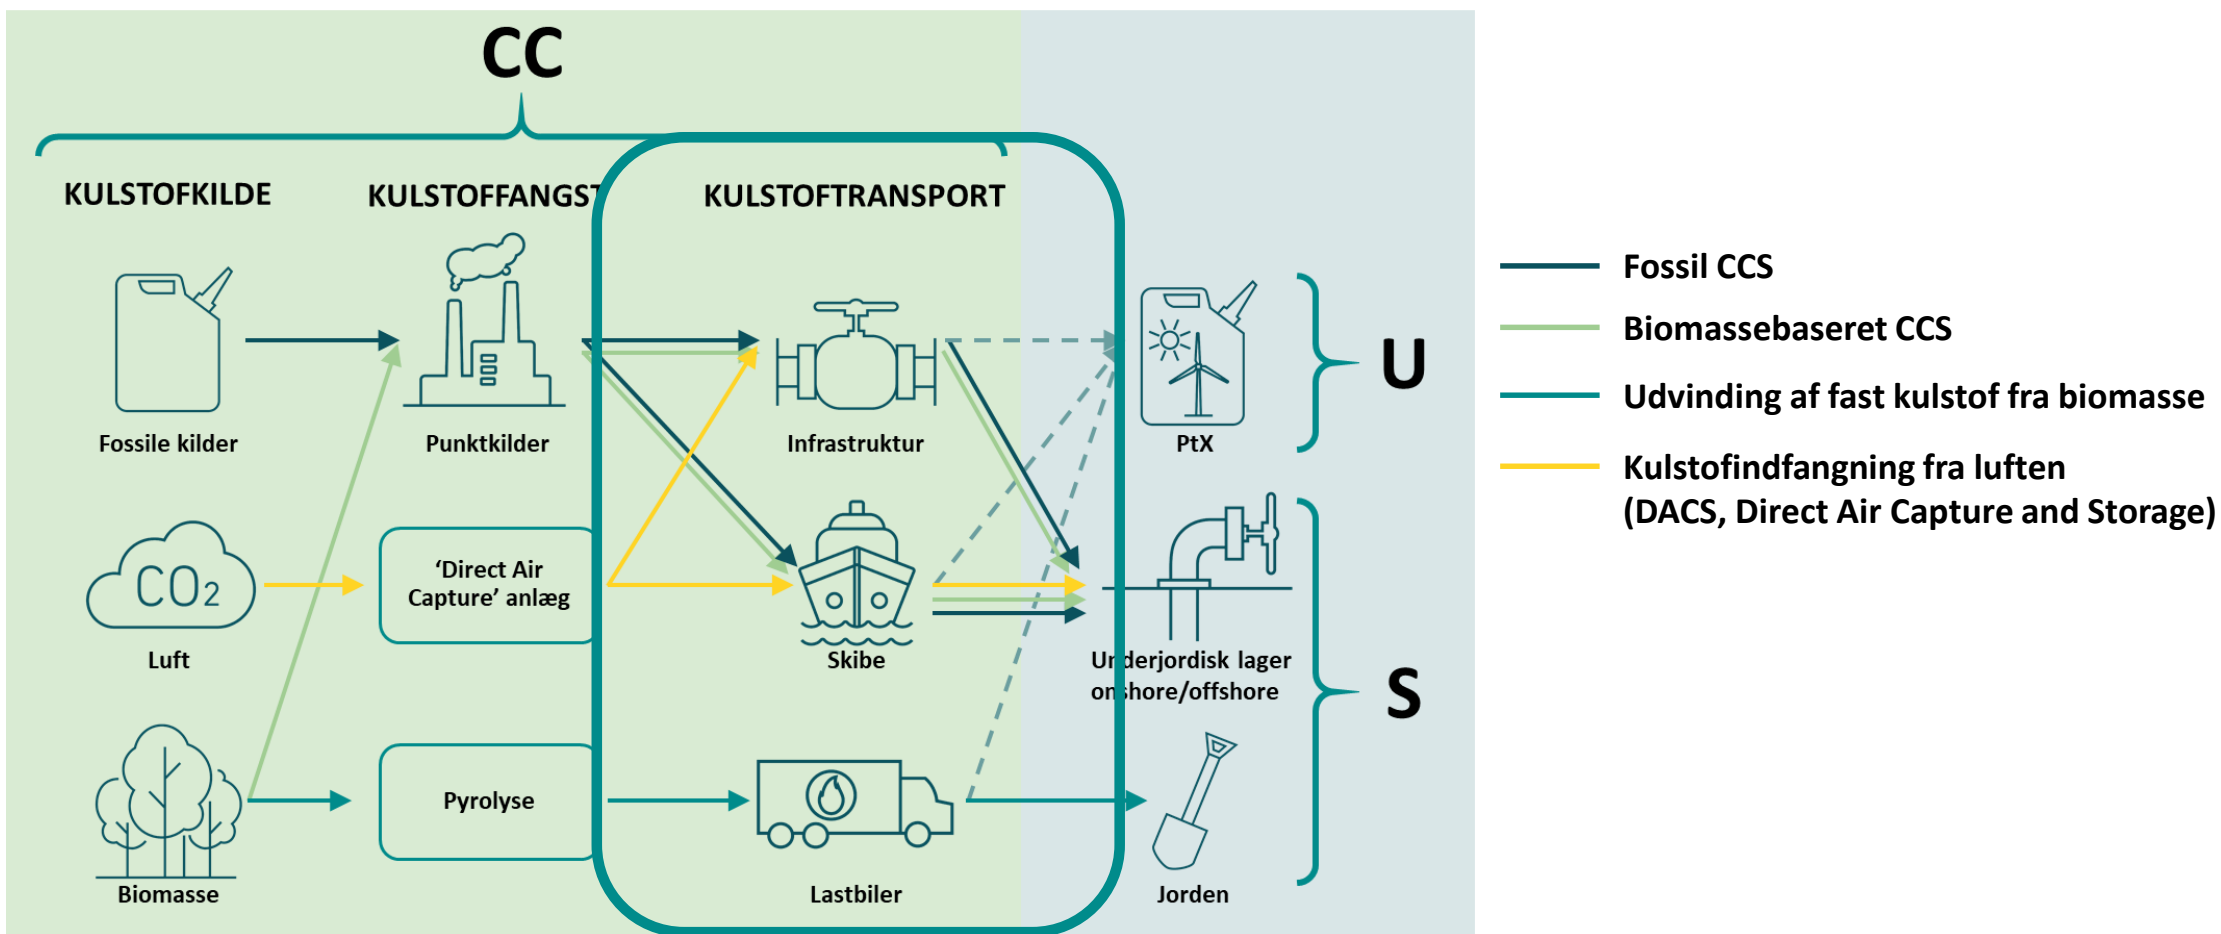 CC
KULSTOFKILDE
KULSTOFFANGST
KULSTOFTRANSPORT
Fossile kilder
Punktkilder
Infrastruktur
PtX
U
CO2
Luft
'Direct Air
Capture' anlæg
Skibe
Underjordisk lager
onshore/offshore
S
Biomasse
Pyrolyse
Lastbiler
Jorden
Fossil CCS
Biomassebaseret CCS
Udvinding af fast kulstof fra biomasse
Kulstofindfangning fra luften
(DACS, Direct Air Capture and Storage)